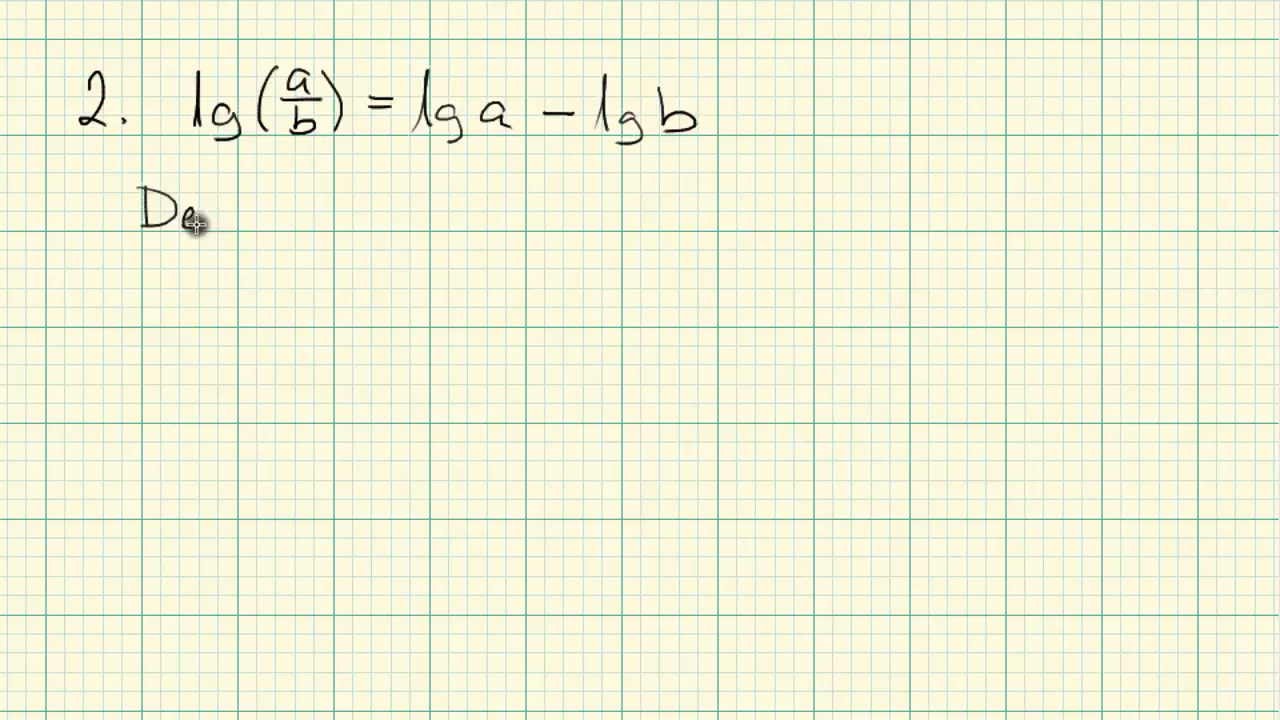 2. lg(a/b) = lg a - lg b
De